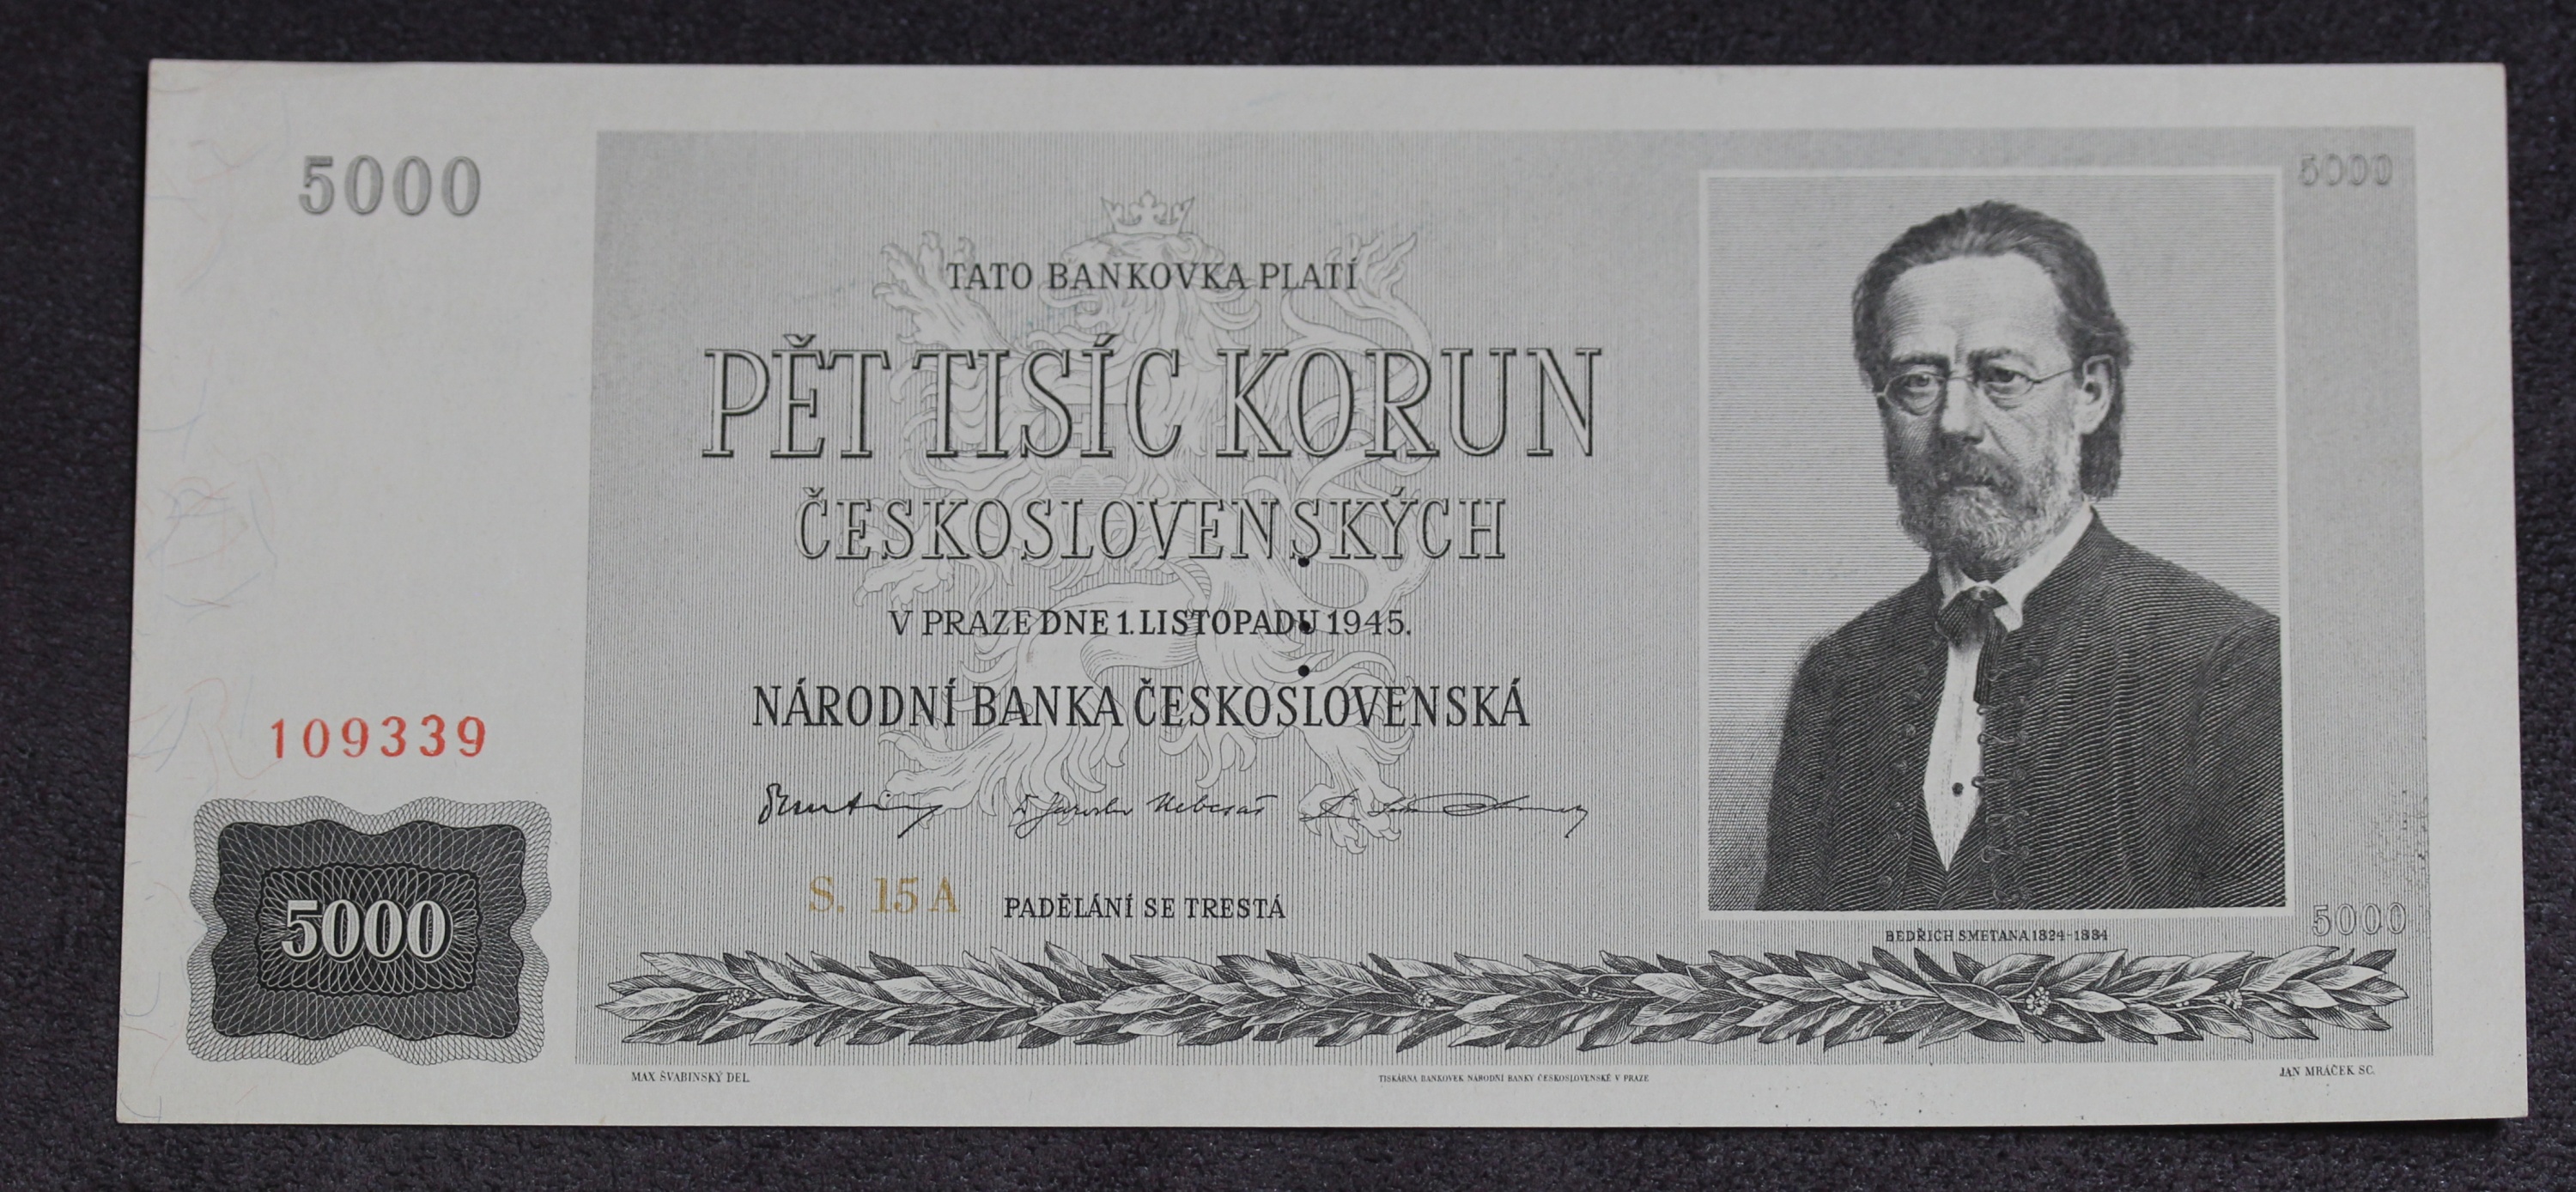 5000
5000
TATO BANKOVKA PLATÍ
PĚT TISÍC KORUN
ČESKOSLOVENSKÝCH
V PRAZE DNE 1. LISTOPADU 1945.
NÁRODNÍ BANKA ČESKOSLOVENSKÁ
109339
Jaroslav Nebesář
S. 15 A
PADĚLÁNÍ SE TRESTÁ
5000
5000
BEDŘICH SMETANA 1824-1884
MAX ŠVABINSKÝ DEL.
TISKÁRNA BANKOVEK NÁRODNÍ BANKY ČESKOSLOVENSKÉ V PRAZE
JAN MRÁČEK SC.